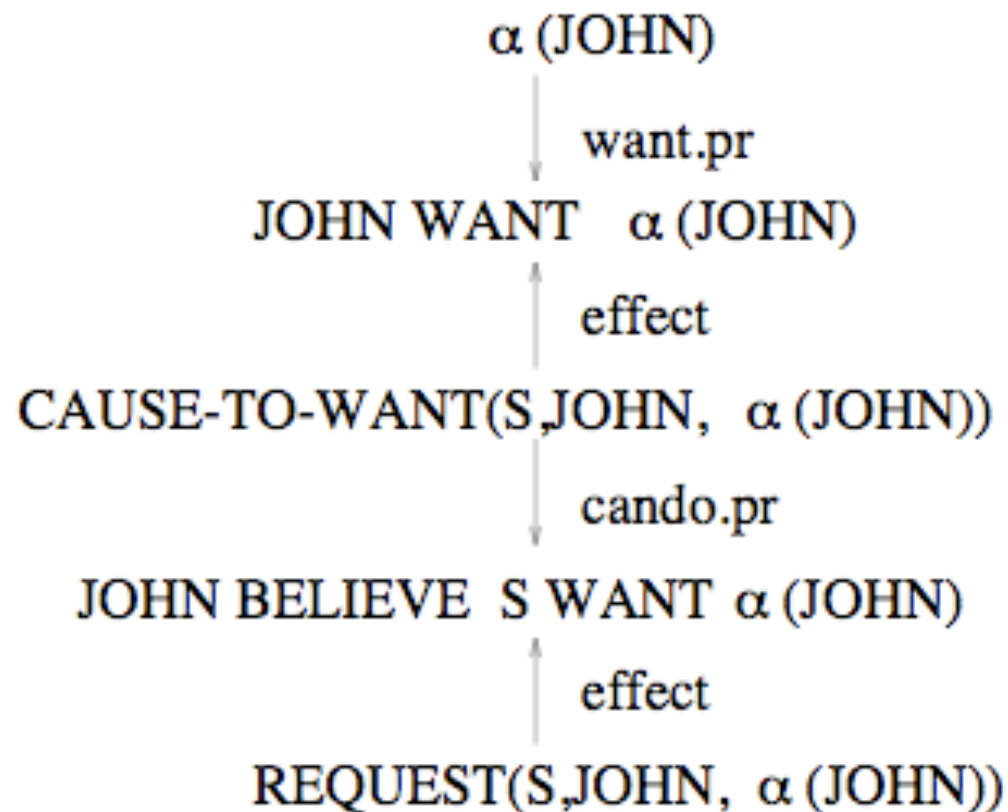 α (JOHN)
want.pr
JOHN WANT α (JOHN)
effect
CAUSE-TO-WANT(S,JOHN, α (JOHN))
cando.pr
JOHN BELIEVE S WANT α (JOHN)
effect
REQUEST(S,JOHN, α (JOHN))